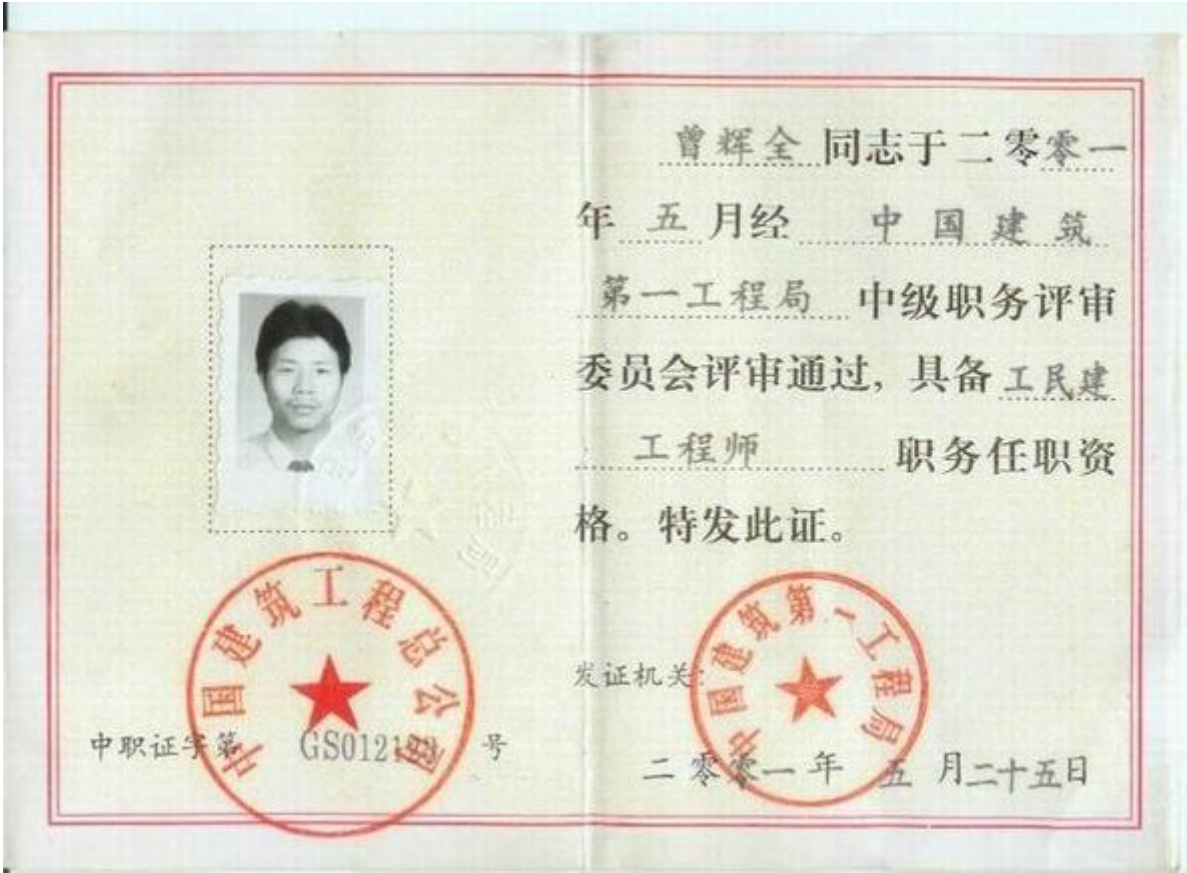 曾辉全同志于二零零一
年五月经 中国建筑
第一工程局 中级职务评审
委员会评审通过，具备工民建
工程师 职务任职资
格。特发此证。
中国建筑工程总公司
中职证字第 号
中国建筑第一工程局
发证机关:
二零零一年 五月二十五日